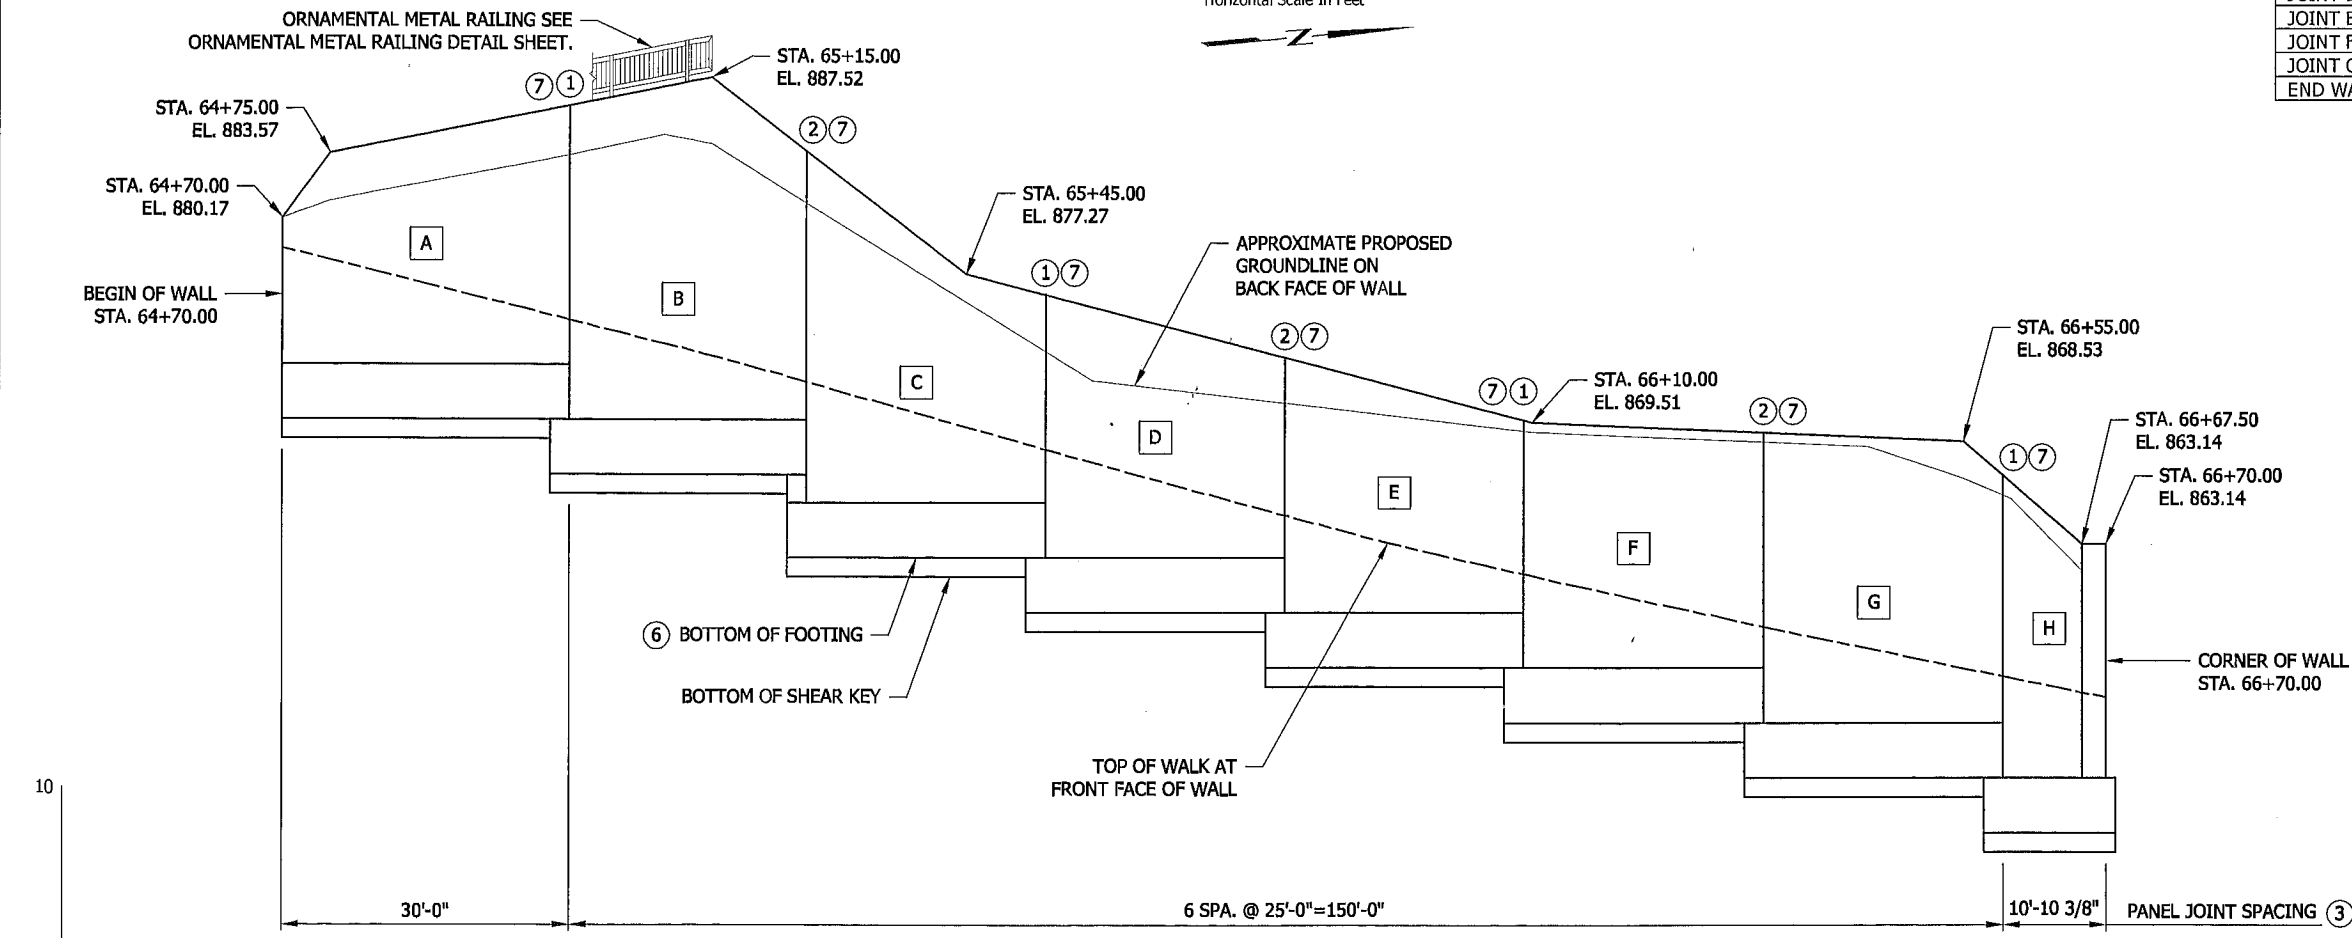 Horizontal Scale In Feet
Z
JOINT E
JOINT F
JOINT G
END WA
ORNAMENTAL METAL RAILING SEE
ORNAMENTAL METAL RAILING DETAIL SHEET.
STA. 65+15.00
EL. 887.52
7 1
STA. 64+75.00
EL. 883.57
2 7
STA. 64+70.00
EL. 880.17
STA. 65+45.00
EL. 877.27
A
APPROXIMATE PROPOSED
GROUNDLINE ON
BACK FACE OF WALL
1 7
BEGIN OF WALL
STA. 64+70.00
B
2 7
STA. 66+55.00
EL. 868.53
C
7 1
STA. 66+10.00
EL. 869.51
2 7
STA. 66+67.50
EL. 863.14
D
1 7
STA. 66+70.00
EL. 863.14
E
F
G
H
6 BOTTOM OF FOOTING
CORNER OF WALL
STA. 66+70.00
BOTTOM OF SHEAR KEY
TOP OF WALK AT
FRONT FACE OF WALL
10
30'-0"
6 SPA. @ 25'-0"=150'-0"
10'-10 3/8"
PANEL JOINT SPACING 3